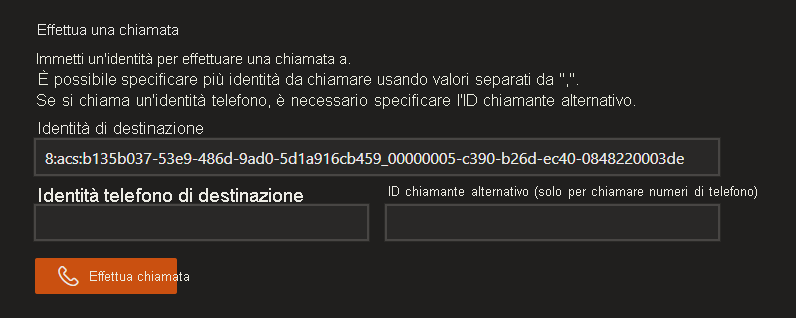 Effettua una chiamata
Immetti un'identità per effettuare una chiamata a.
È possibile specificare più identità da chiamare usando valori separati da ",".
Se si chiama un'identità telefono, è necessario specificare l'ID chiamante alternativo.
Identità di destinazione
8:acs:b135b037-53e9-486d-9ad0-5d1a916cb459_00000005-c390-b26d-ec40-0848220003de
Identità telefono di destinazione
ID chiamante alternativo (solo per chiamare numeri di telefono)
Effettua chiamata